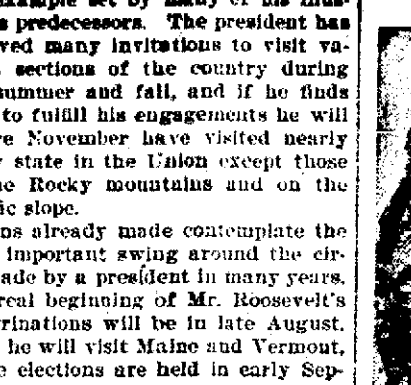 example set by many of his illus-
s predecessors. The president has
ved many invitations to visit va-
sections of the country during
summer and fall, and if he finds
to fulfill his engagements he will
re November have visited nearly
state in the Union except those
he Rocky mountains and on the
ic slope.
ns already made contemplate the
important swing around the cir-
ade by a president in many years.
real beginning of Mr. Roosevelt's
rinations will be in late August.
he will visit Maine and Vermont,
e elections are held in early Sep-